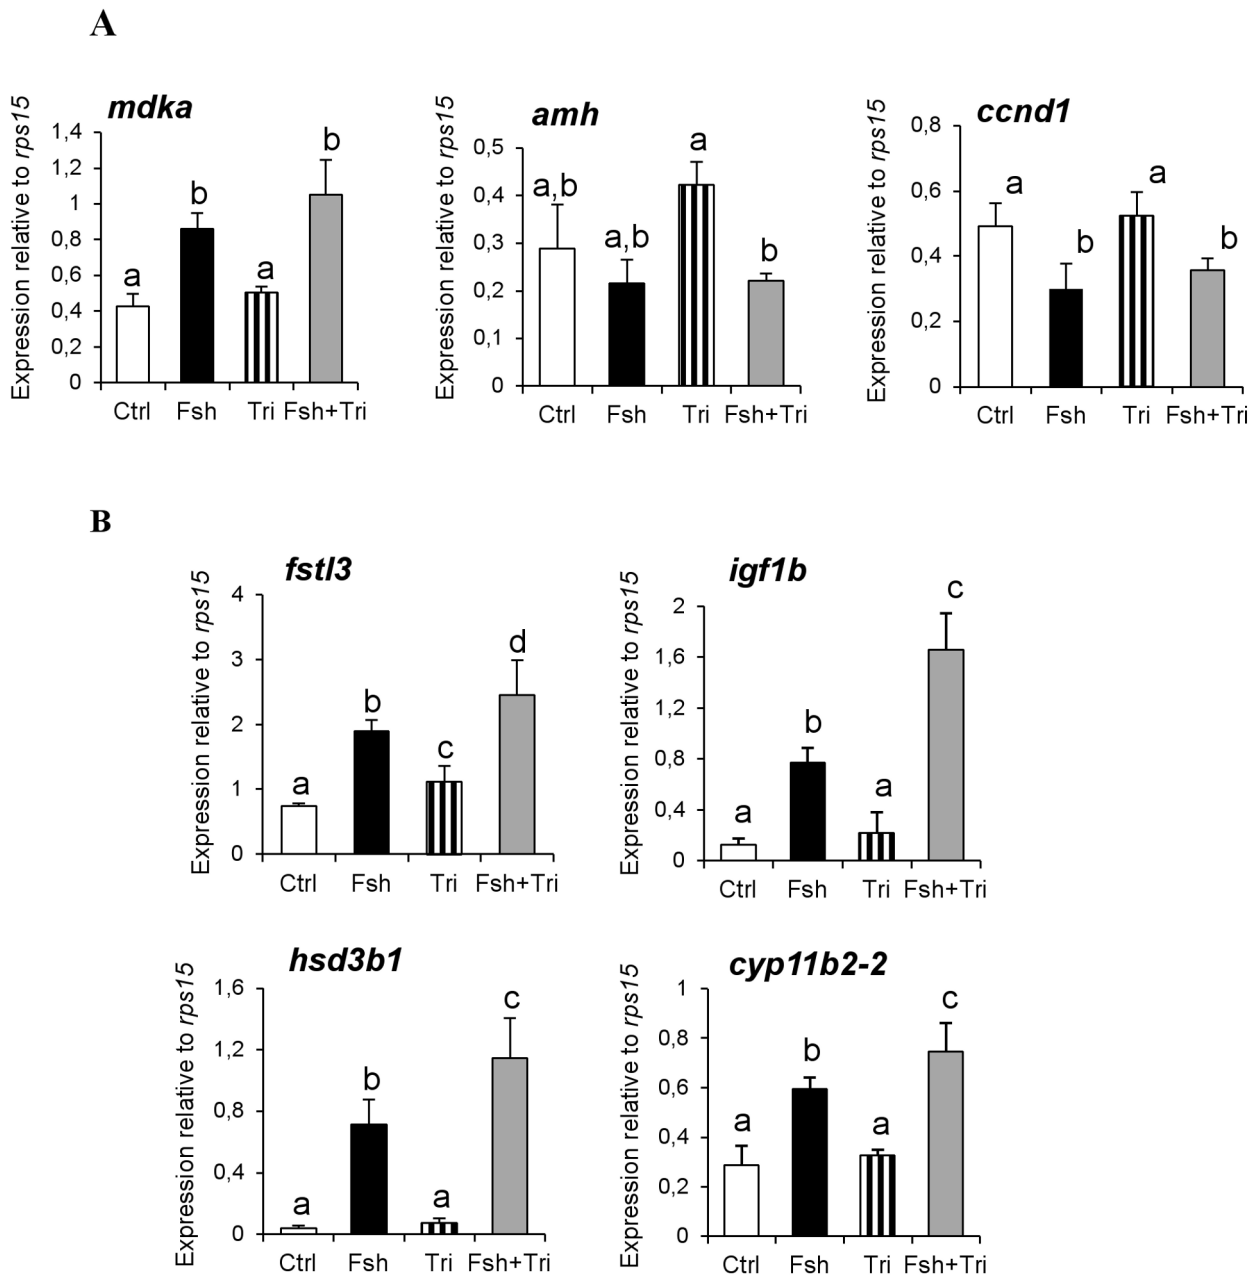 A
mdka
Expression relative to rps15
1,4
1,2
1
0,8
0,6
0,4
0,2
0
a
b
a
b
Ctrl Fsh Tri Fsh+Tri
amh
Expression relative to rps15
0,5
0,4
0,3
0,2
0,1
0
a,b
a,b
a
b
Ctrl Fsh Tri Fsh+Tri
ccnd1
Expression relative to rps15
0,8
0,6
0,4
0,2
0
a
b
a
b
Ctrl Fsh Tri Fsh+Tri
B
fstl3
Expression relative to rps15
4
3
2
1
0
a
b
c
d
Ctrl Fsh Tri Fsh+Tri
igf1b
Expression relative to rps15
2
1,6
1,2
0,8
0,4
0
a
b
a
c
Ctrl Fsh Tri Fsh+Tri
hsd3b1
Expression relative to rps15
1,6
1,2
0,8
0,4
0
a
b
a
c
Ctrl Fsh Tri Fsh+Tri
cyp11b2-2
Expression relative to rps15
1
0,8
0,6
0,4
0,2
0
a
b
a
c
Ctrl Fsh Tri Fsh+Tri